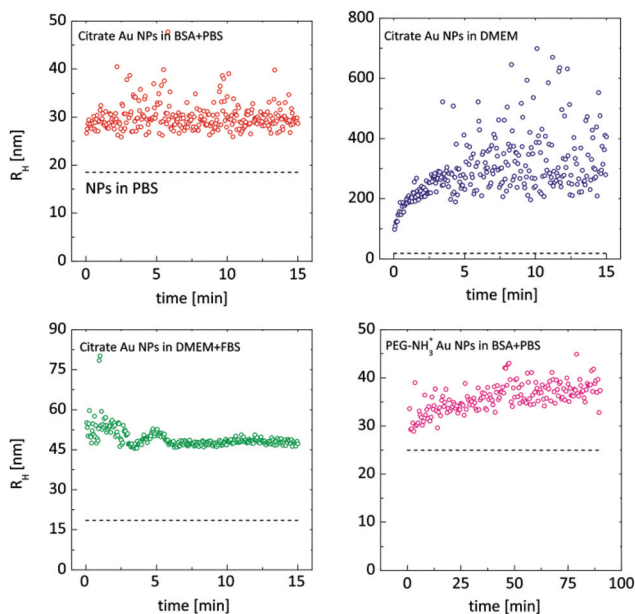 Citrate Au NPs in BSA+PBS
50
40
30
20
10
0
R_H [nm]
NPs in PBS
0 5 10 15
time [min]
Citrate Au NPs in DMEM
800
600
400
200
0
0 5 10 15
time [min]
Citrate Au NPs in DMEM+FBS
90
75
60
45
30
15
0
R_H [nm]
0 5 10 15
time [min]
PEG-NH₃⁺ Au NPs in BSA+PBS
50
40
30
20
10
0
0 25 50 75 100
time [min]